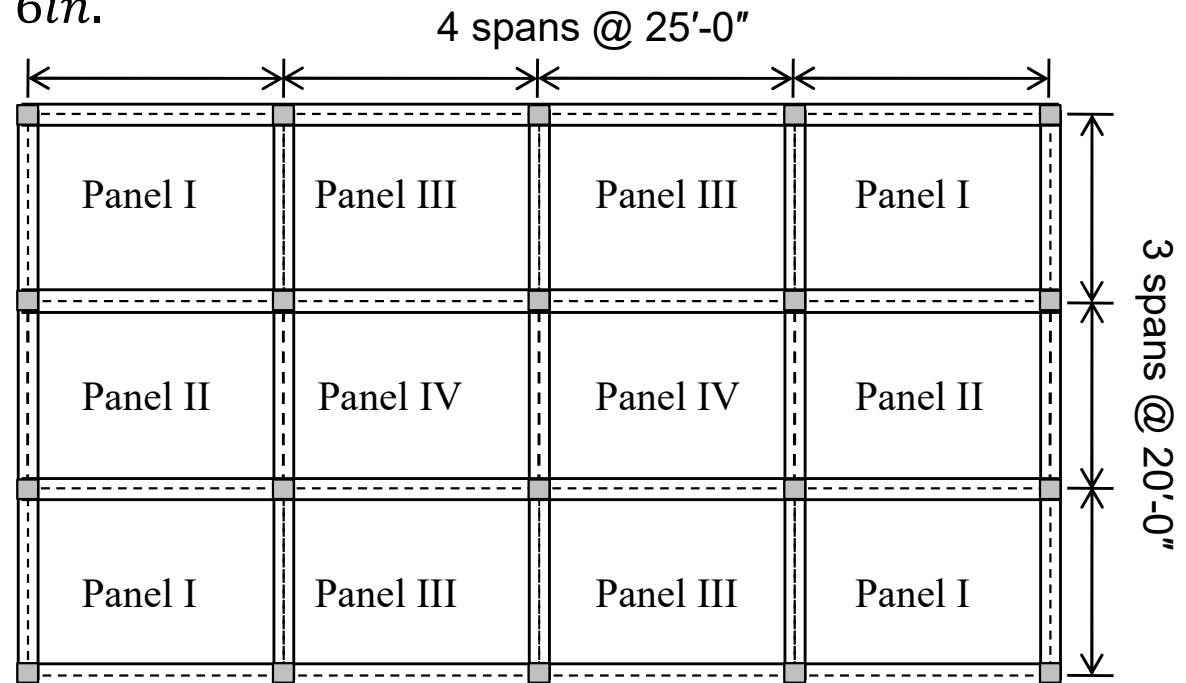 6in.
4 spans @ 25′-0″
Panel I Panel III Panel III Panel I
Panel II Panel IV Panel IV Panel II
Panel I Panel III Panel III Panel I
3 spans @ 20′-0″